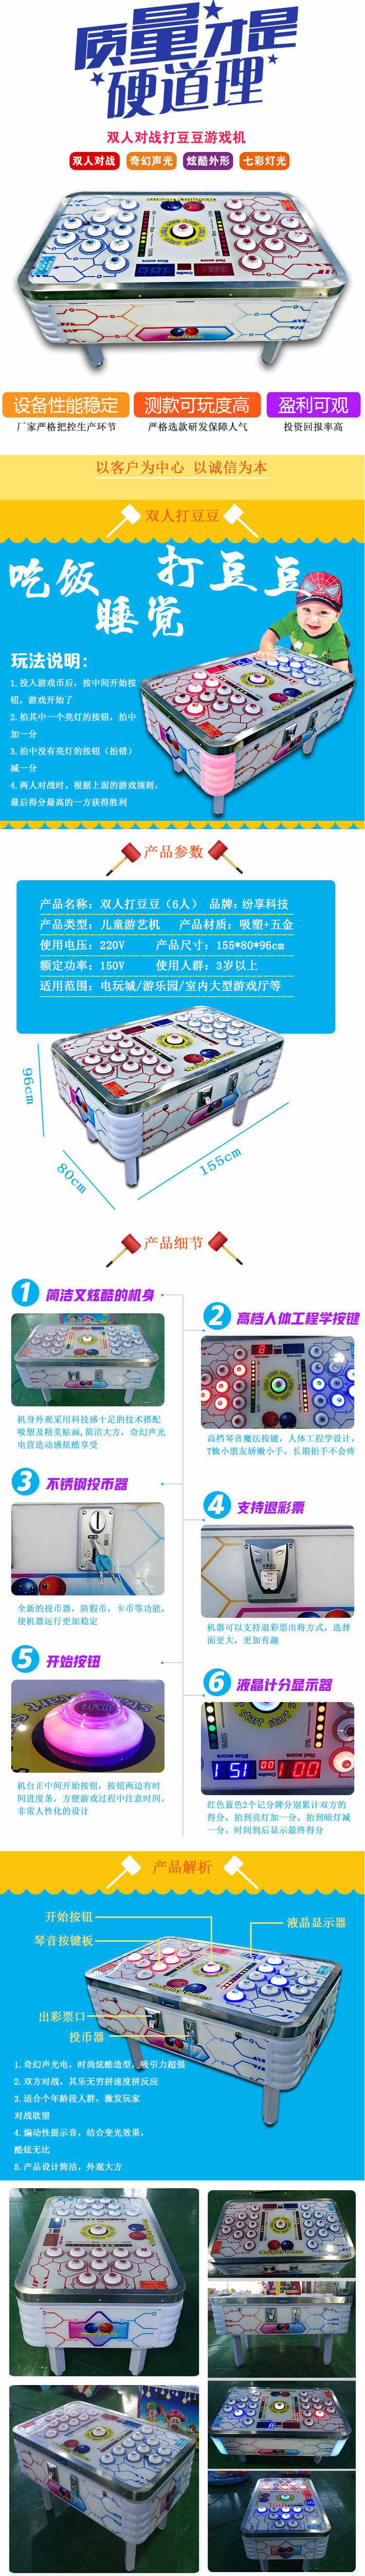 质量才是
硬道理
双人对战打豆豆游戏机
双人对战 奇幻声光 炫酷外形 七彩灯光
设备性能稳定 测款可玩度高 盈利可观
厂家严格把控生产环节 严格选款研发保障人气 投资回报率高
以客户为中心 以诚信为本
双人打豆豆
吃饭 打豆豆
睡觉
玩法说明：
1.投入游戏币后，按中间开始按
钮，游戏开始了
2.拍其中一个亮灯的按钮，拍中
加一分
3.拍中没有亮灯的按钮（拍错）
减一分
4.两人对战时，根据上面的游戏规则、
最后得分最高的一方获得胜利
产品参数
产品名称：双人打豆豆（6人） 品牌：纷享科技
产品类型：儿童游艺机 产品材质：吸塑+五金
使用电压：220V 产品尺寸：155*80*96cm
额定功率：150V 使用人群：3岁以上
适用范围：电玩城/游乐园/室内大型游戏厅等
96cm
80cm
155cm
产品细节
1 简洁又炫酷的机身
2 高档人体工程学按键
机身外观采用科技感十足的技术搭配
吸塑及精美贴画，简洁大方，奇幻声光
电营造动感炫酷享受
高档琴音魔法按键，人体工程学设计，
T恤小朋友娇嫩小手，长期拍手不会疼
3 不锈钢投币器
4 支持退彩票
全新的投币器，防假币，卡币等功能，
使机器运行更加稳定
机器可以支持退彩票出将方式，选择
面更大，更加有趣
5 开始按钮
6 液晶计分显示器
start
Blue score Credits Red score
151 00 100
机台正中间开始按钮，按钮两边有时
间进度条，方便游戏过程中注意时间，
非常人性化的设计
红色蓝色2个记分牌分别累计双方的
得分，拍到亮灯加一分，拍到暗灯减
一分，时间到后显示最终得分
产品解析
开始按钮
液晶显示器
琴音按键板
出彩票口
投币器
1.奇幻声光电，时尚炫酷造型，吸引力超强
2.双方对战，其乐无穷拼速度拼反应
3.适合个年龄段人群，激发玩家
对战欲望
4.煽动性提示音，结合变光效果，
酷炫无比
5.产品设计简洁，外观大方